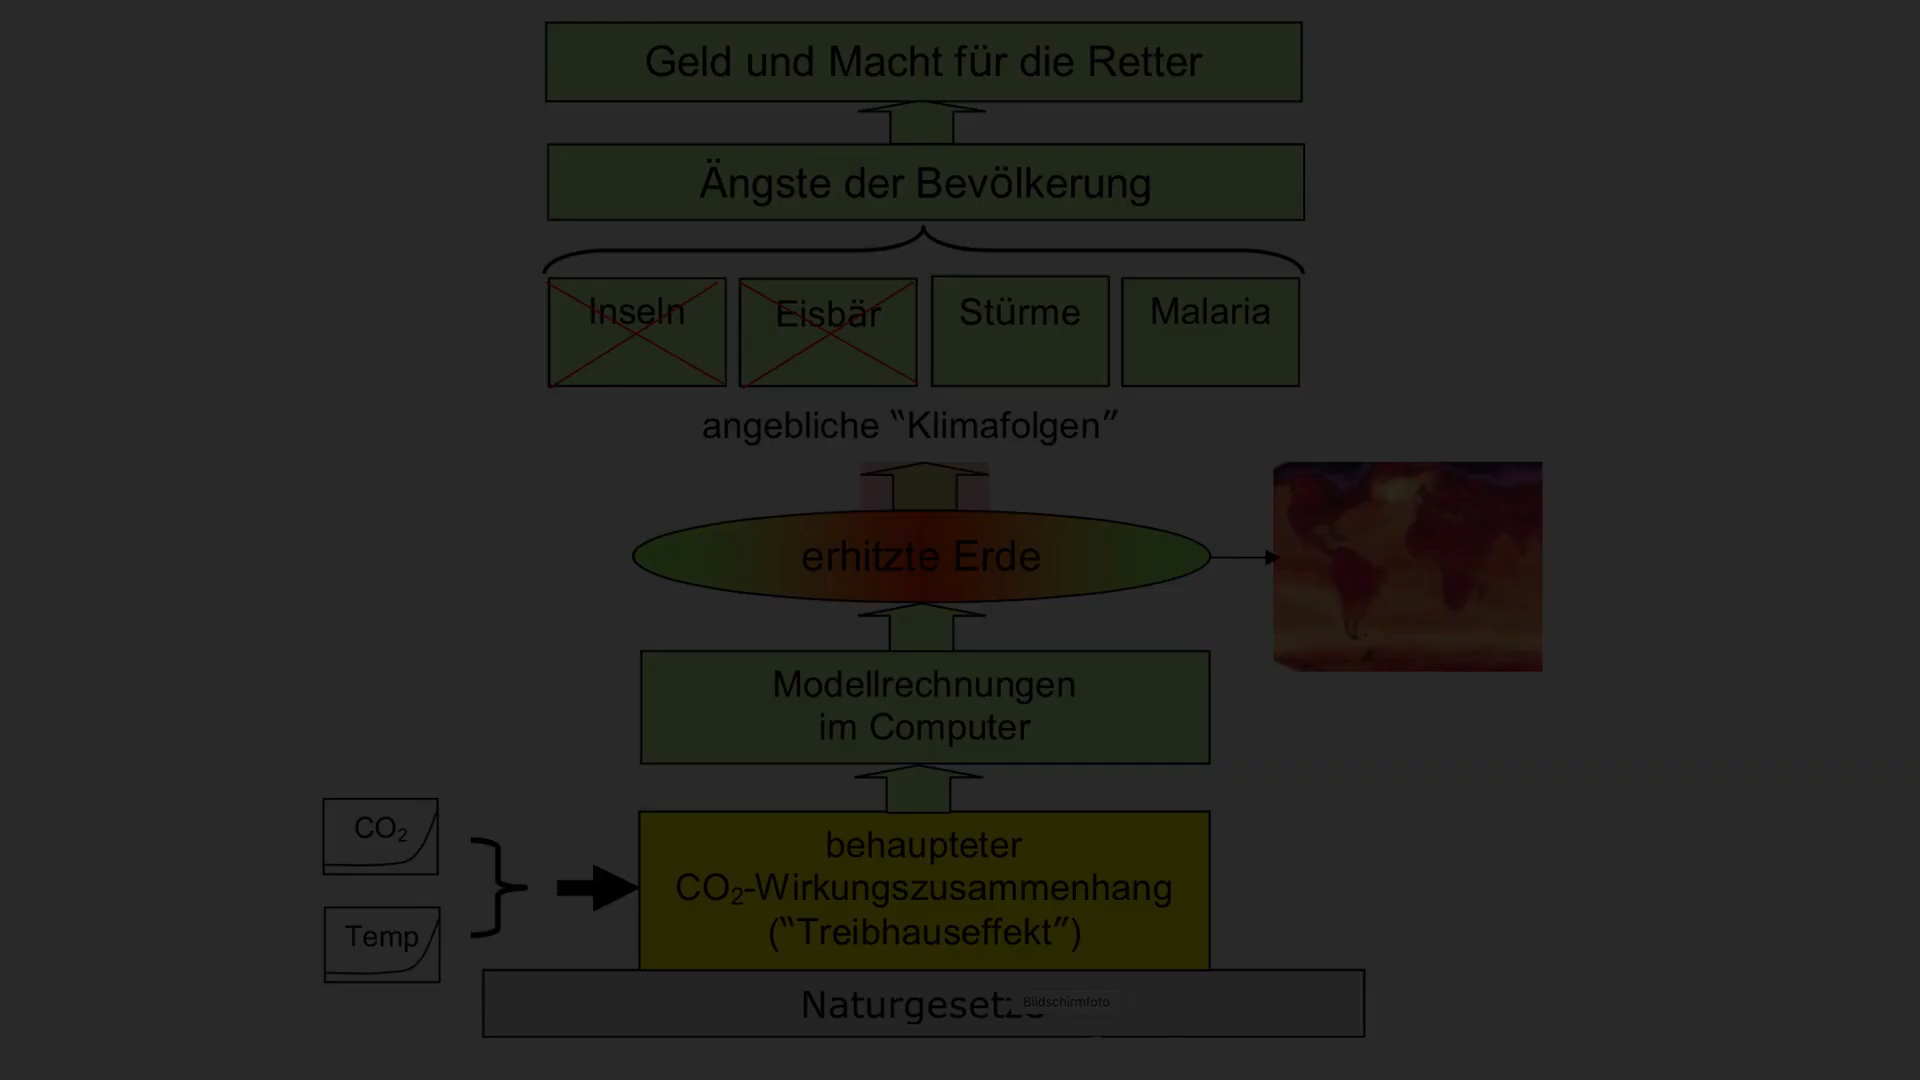 Geld und Macht für die Retter
Ängste der Bevölkerung
Inseln
Eisbär
Stürme
Malaria
angebliche “Klimafolgen”
erhitzte Erde
Modellrechnungen
im Computer
CO₂
Temp
behaupteter
CO₂-Wirkungszusammenhang
(“Treibhauseffekt”)
Naturgesetze
Bildschirmfoto